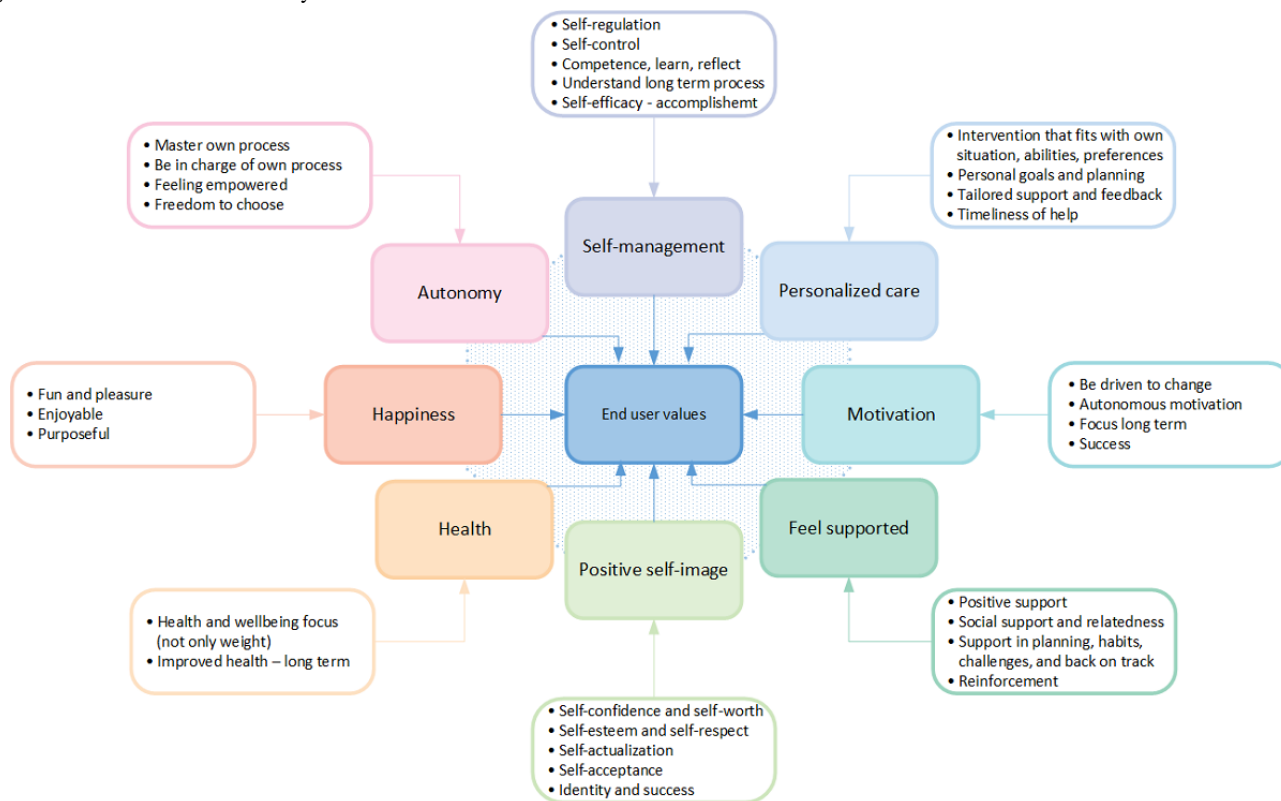 • Self-regulation
• Self-control
• Competence, learn, reflect
• Understand long term process
• Self-efficacy - accomplishemt
• Master own process
• Be in charge of own process
• Feeling empowered
• Freedom to choose
• Intervention that fits with own
situation, abilities, preferences
• Personal goals and planning
• Tailored support and feedback
• Timeliness of help
Self-management
Autonomy
Personalized care
• Fun and pleasure
• Enjoyable
• Purposeful
Happiness
End user values
Motivation
• Be driven to change
• Autonomous motivation
• Focus long term
• Success
Health
Positive self-image
Feel supported
• Health and wellbeing focus
(not only weight)
• Improved health – long term
• Positive support
• Social support and relatedness
• Support in planning, habits,
challenges, and back on track
• Reinforcement
• Self-confidence and self-worth
• Self-esteem and self-respect
• Self-actualization
• Self-acceptance
• Identity and success